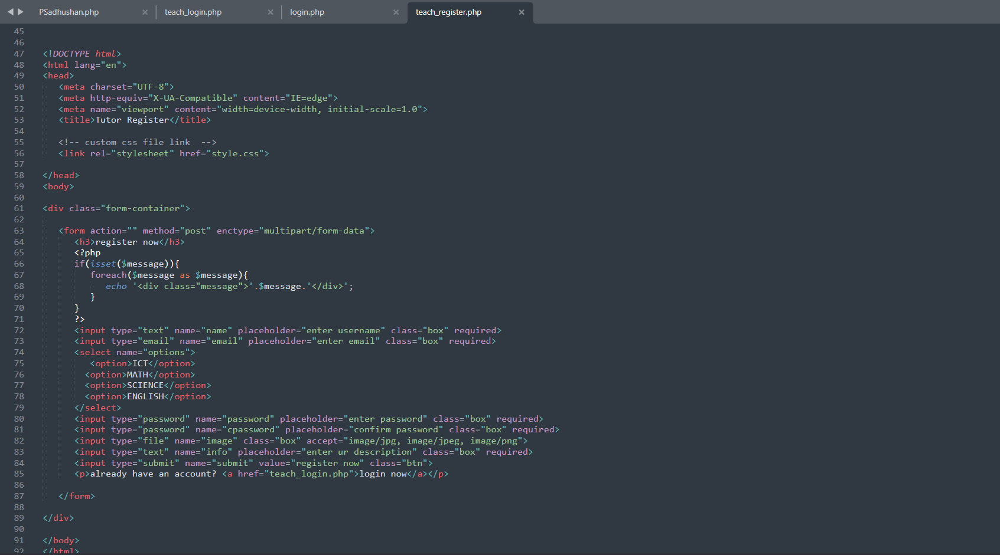 PSadhushan.php × teach_login.php × login.php × teach_register.php ×
45
46
47 <!DOCTYPE html>
48 <html lang="en">
49 <head>
50 <meta charset="UTF-8">
51 <meta http-equiv="X-UA-Compatible" content="IE=edge">
52 <meta name="viewport" content="width=device-width, initial-scale=1.0">
53 <title>Tutor Register</title>
54
55 <!-- custom css file link  -->
56 <link rel="stylesheet" href="style.css">
57
58 </head>
59 <body>
60
61 <div class="form-container">
62
63 <form action="" method="post" enctype="multipart/form-data">
64 <h3>register now</h3>
65 <?php
66 if(isset($message)){
67 foreach($message as $message){
68 echo '<div class="message">'.$message.'</div>';
69 }
70 }
71 ?>
72 <input type="text" name="name" placeholder="enter username" class="box" required>
73 <input type="email" name="email" placeholder="enter email" class="box" required>
74 <select name="options">
75 <option>ICT</option>
76 <option>MATH</option>
77 <option>SCIENCE</option>
78 <option>ENGLISH</option>
79 </select>
80 <input type="password" name="password" placeholder="enter password" class="box" required>
81 <input type="password" name="cpassword" placeholder="confirm password" class="box" required>
82 <input type="file" name="image" class="box" accept="image/jpg, image/jpeg, image/png">
83 <input type="text" name="info" placeholder="enter ur description" class="box" required>
84 <input type="submit" name="submit" value="register now" class="btn">
85 <p>already have an account? <a href="teach_login.php">login now</a></p>
86
87 </form>
88
89 </div>
90
91 </body>
92 </html>